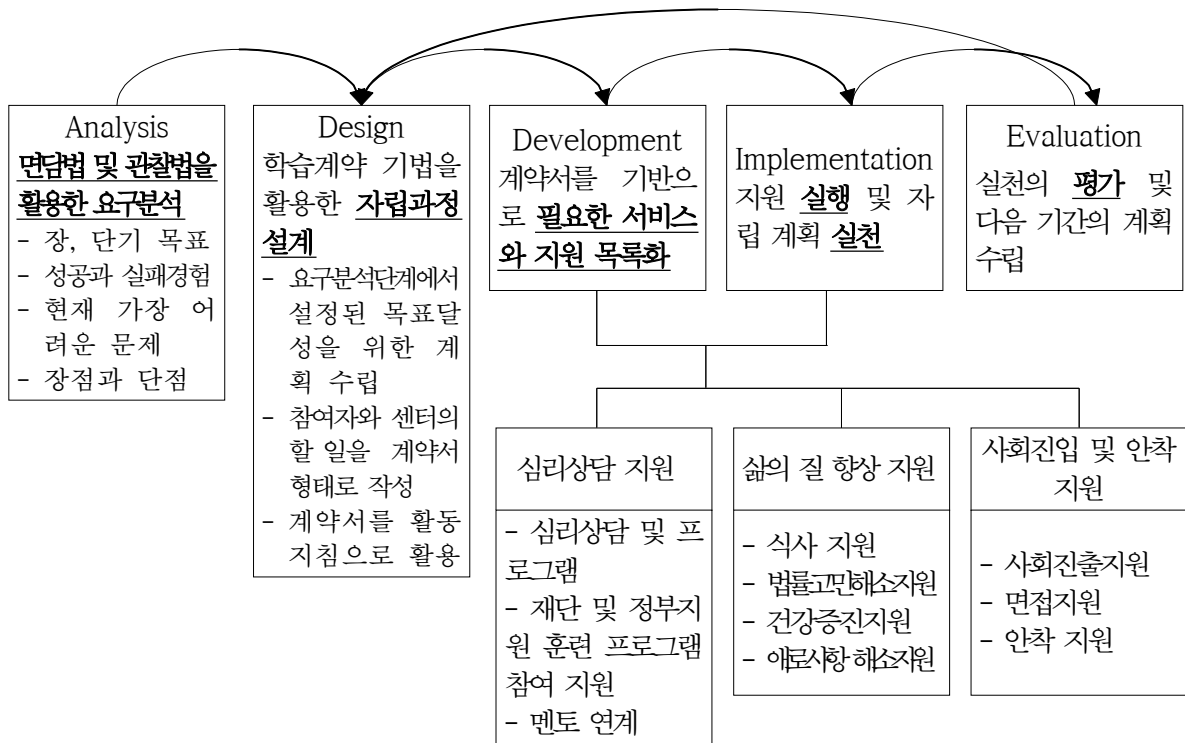 Analysis
면담법 및 관찰법을
활용한 요구분석
- 장, 단기 목표
- 성공과 실패경험
- 현재 가장 어
려운 문제
- 장점과 단점
Design
학습계약 기법을
활용한 자립과정
설계
- 요구분석단계에서
설정된 목표달
성을 위한 계
획 수립
- 참여자와 센터의
할 일을 계약서
형태로 작성
- 계약서를 활동
지침으로 활용
Development
계약서를 기반으
로 필요한 서비스
와 지원 목록화
Implementation
지원 실행 및 자
립 계획 실천
Evaluation
실천의 평가 및
다음 기간의 계획
수립
심리상담 지원
- 심리상담 및 프
로그램
- 재단 및 정부지
원 훈련 프로그램
참여 지원
- 멘토 연계
삶의 질 향상 지원
- 식사 지원
- 법률고민해소지원
- 건강증진지원
- 애로사항 해소지원
사회진입 및 안착
지원
- 사회진출지원
- 면접지원
- 안착 지원